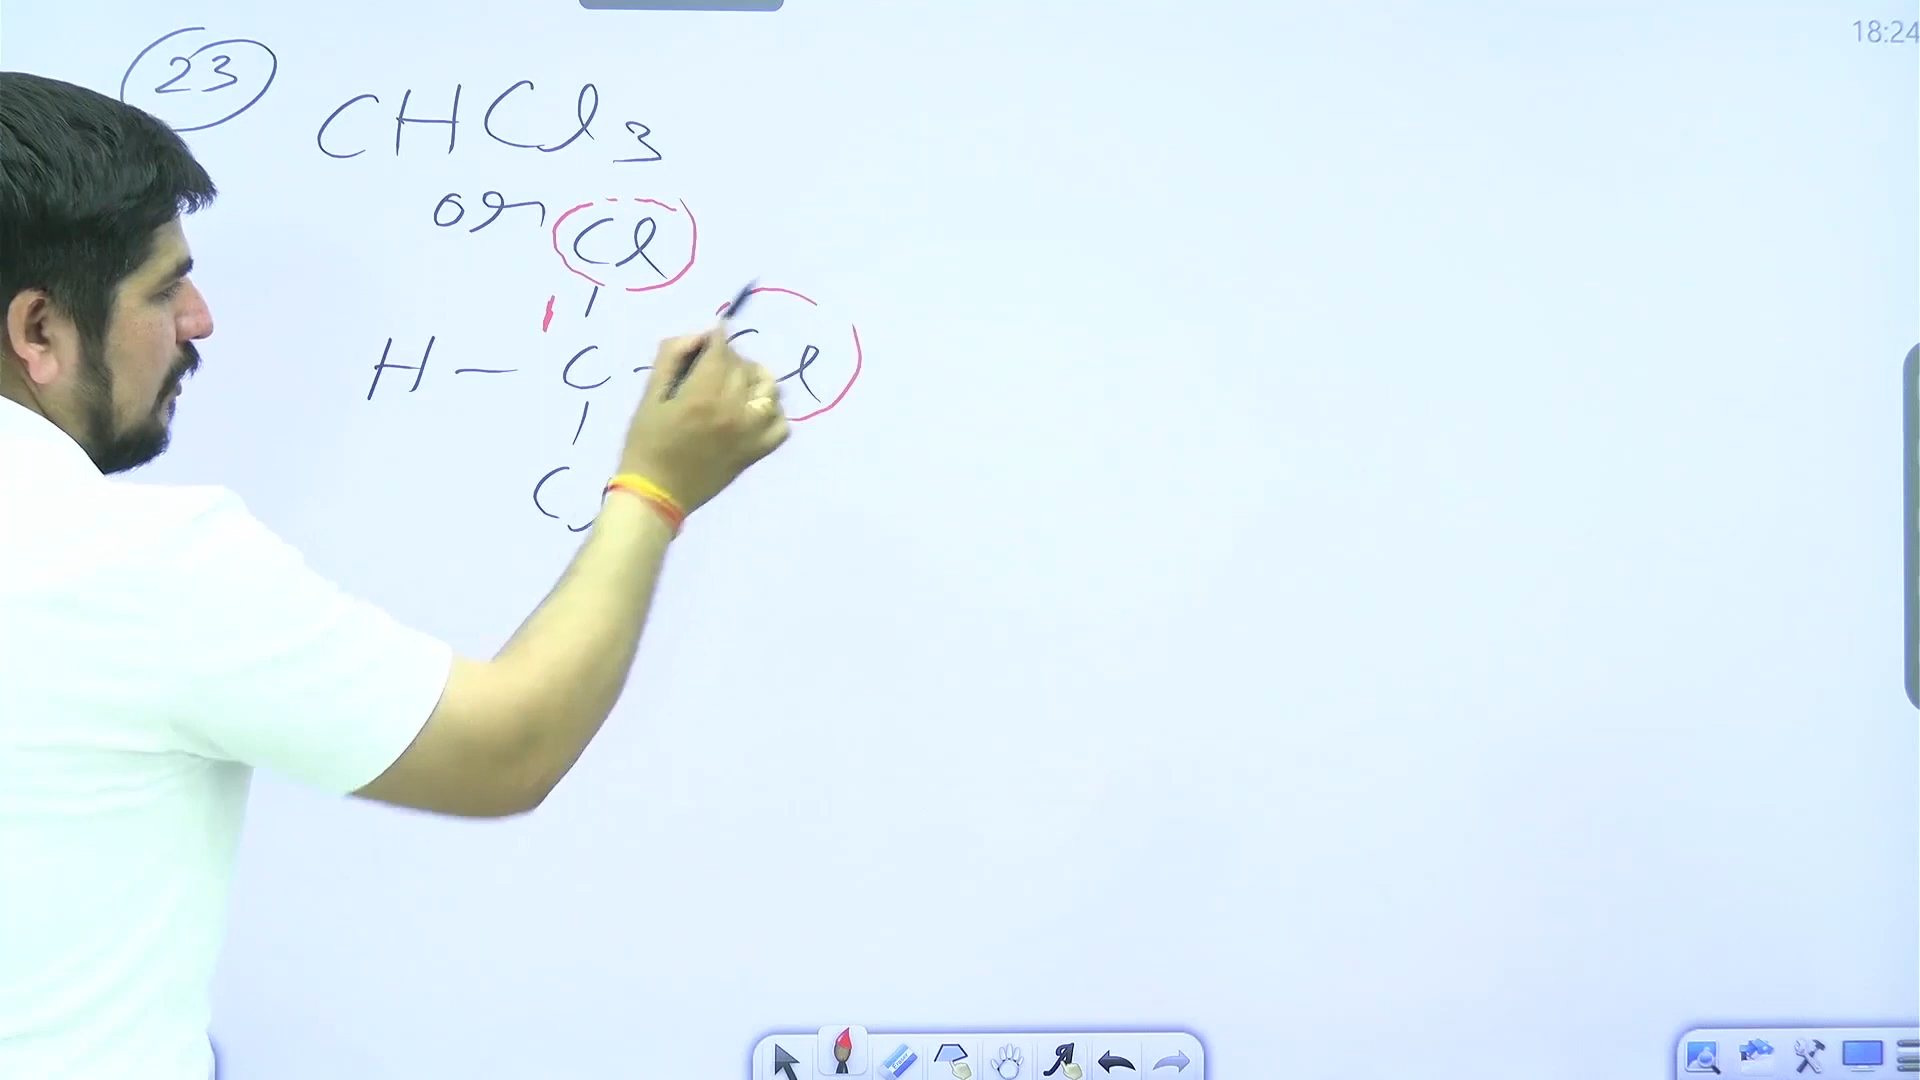 18:24
23
CHCl3
or
Cl
H – C – Cl
C